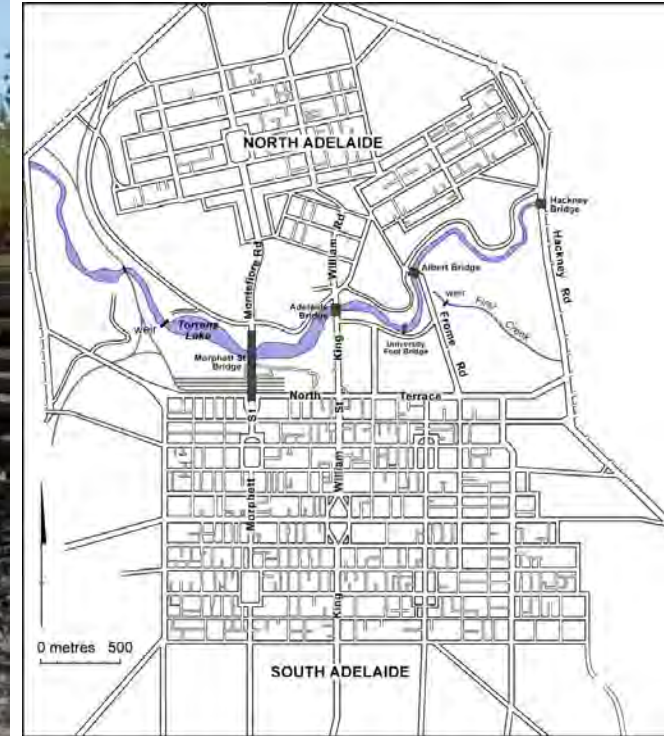 NORTH ADELAIDE
Hackney
Bridge
Hackney Rd
Albert Bridge
William Rd
Montefiore Rd
Adelaide
Bridge
weir
First
Creek
Torrens
Lake
weir
University
Foot Bridge
Frome
Rd
Morphatt St
Bridge
King
North
Terrace
St
St
William
Morphett
King
0 metres 500
SOUTH ADELAIDE